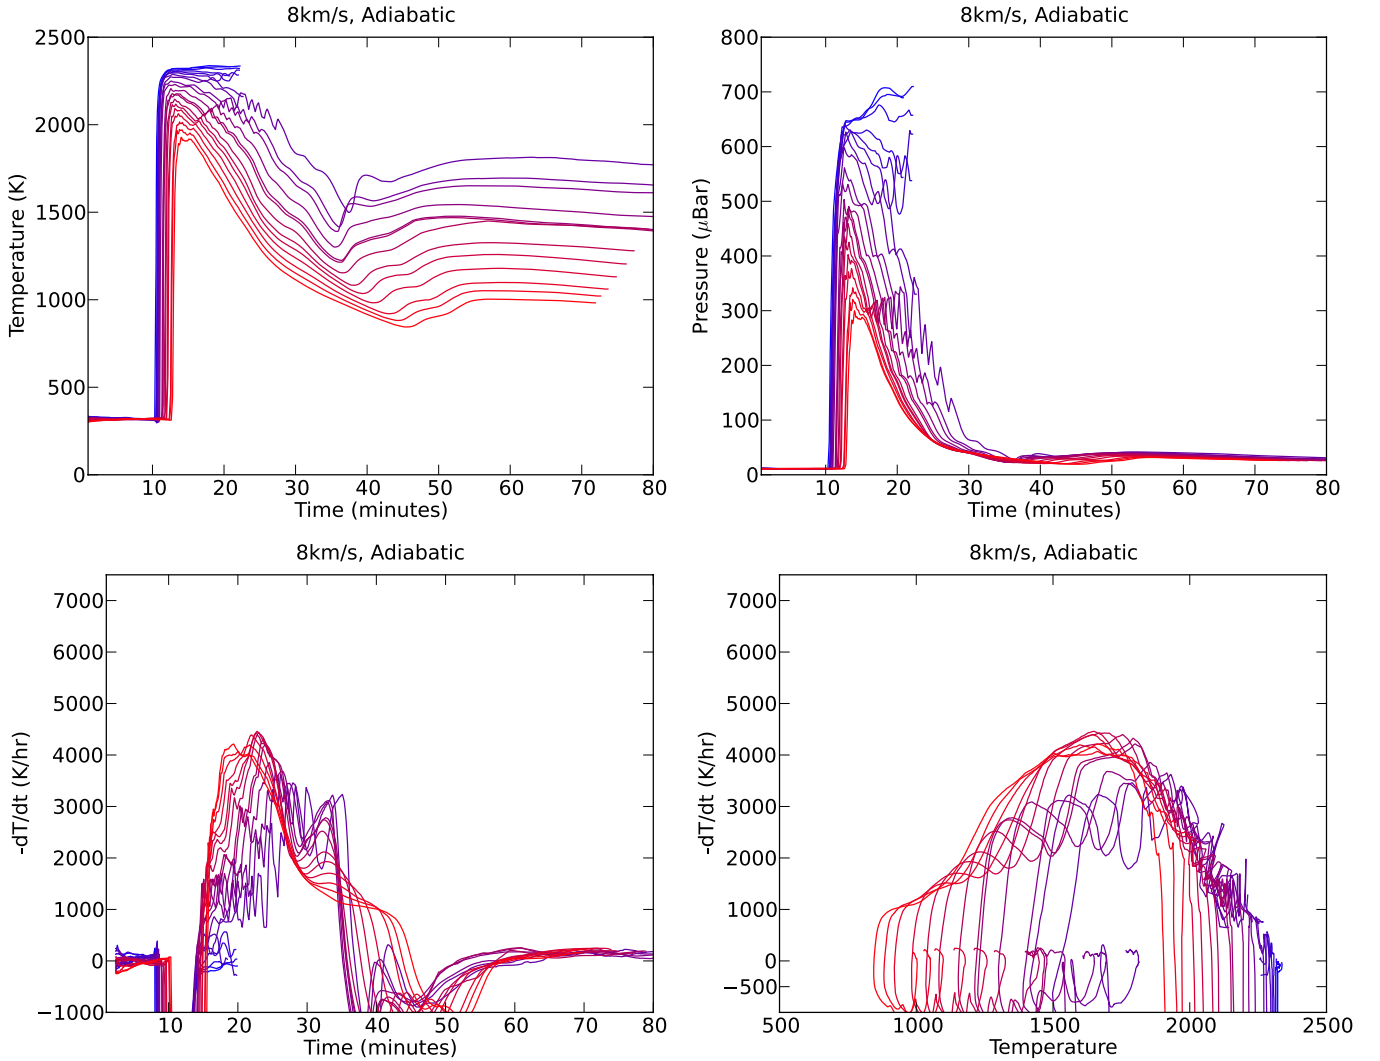 8km/s, Adiabatic
2500
2000
1500
1000
500
0
Temperature (K)
10 20 30 40 50 60 70 80
Time (minutes)
8km/s, Adiabatic
800
700
600
500
400
300
200
100
0
Pressure (μBar)
10 20 30 40 50 60 70 80
Time (minutes)
8km/s, Adiabatic
7000
6000
5000
4000
3000
2000
1000
0
−1000
-dT/dt (K/hr)
10 20 30 40 50 60 70 80
Time (minutes)
8km/s, Adiabatic
7000
6000
5000
4000
3000
2000
1000
0
−500
-dT/dt (K/hr)
500 1000 1500 2000 2500
Temperature